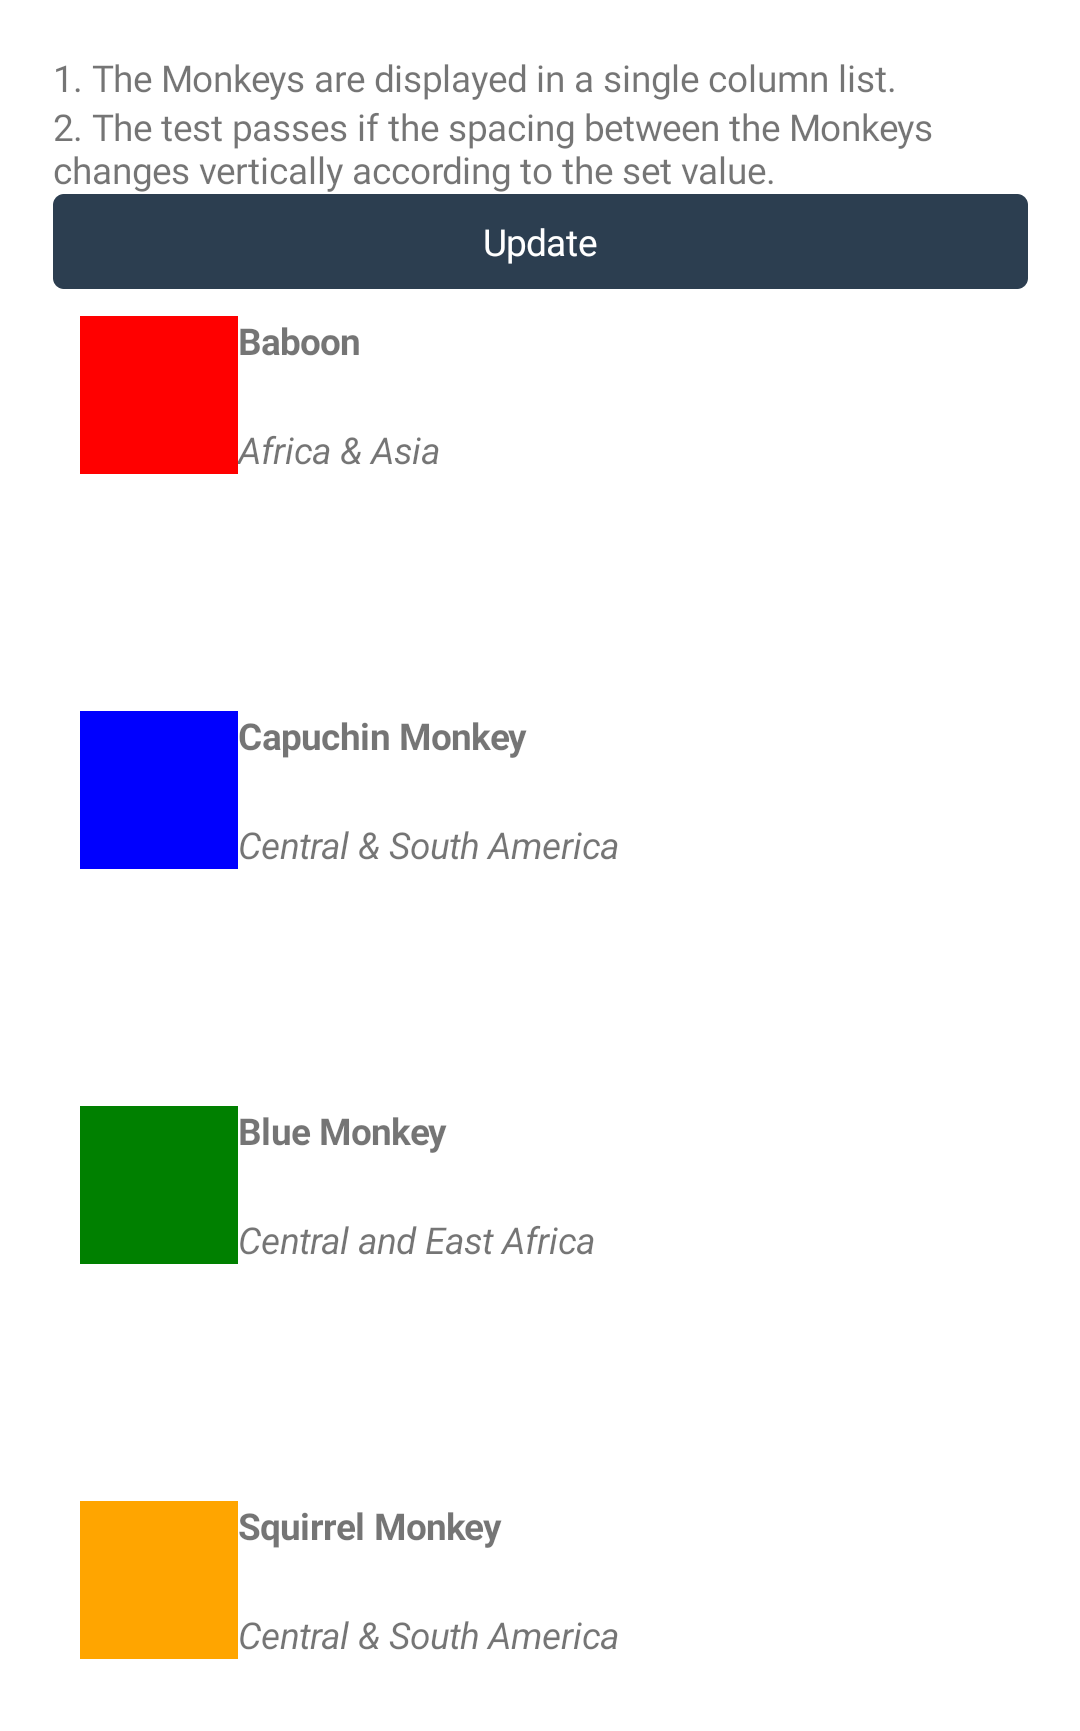 1. The Monkeys are displayed in a single column list.
2. The test passes if the spacing between the Monkeys
changes vertically according to the set value.
Update
Baboon
Africa & Asia
Capuchin Monkey
Central & South America
Blue Monkey
Central and East Africa
Squirrel Monkey
Central & South America